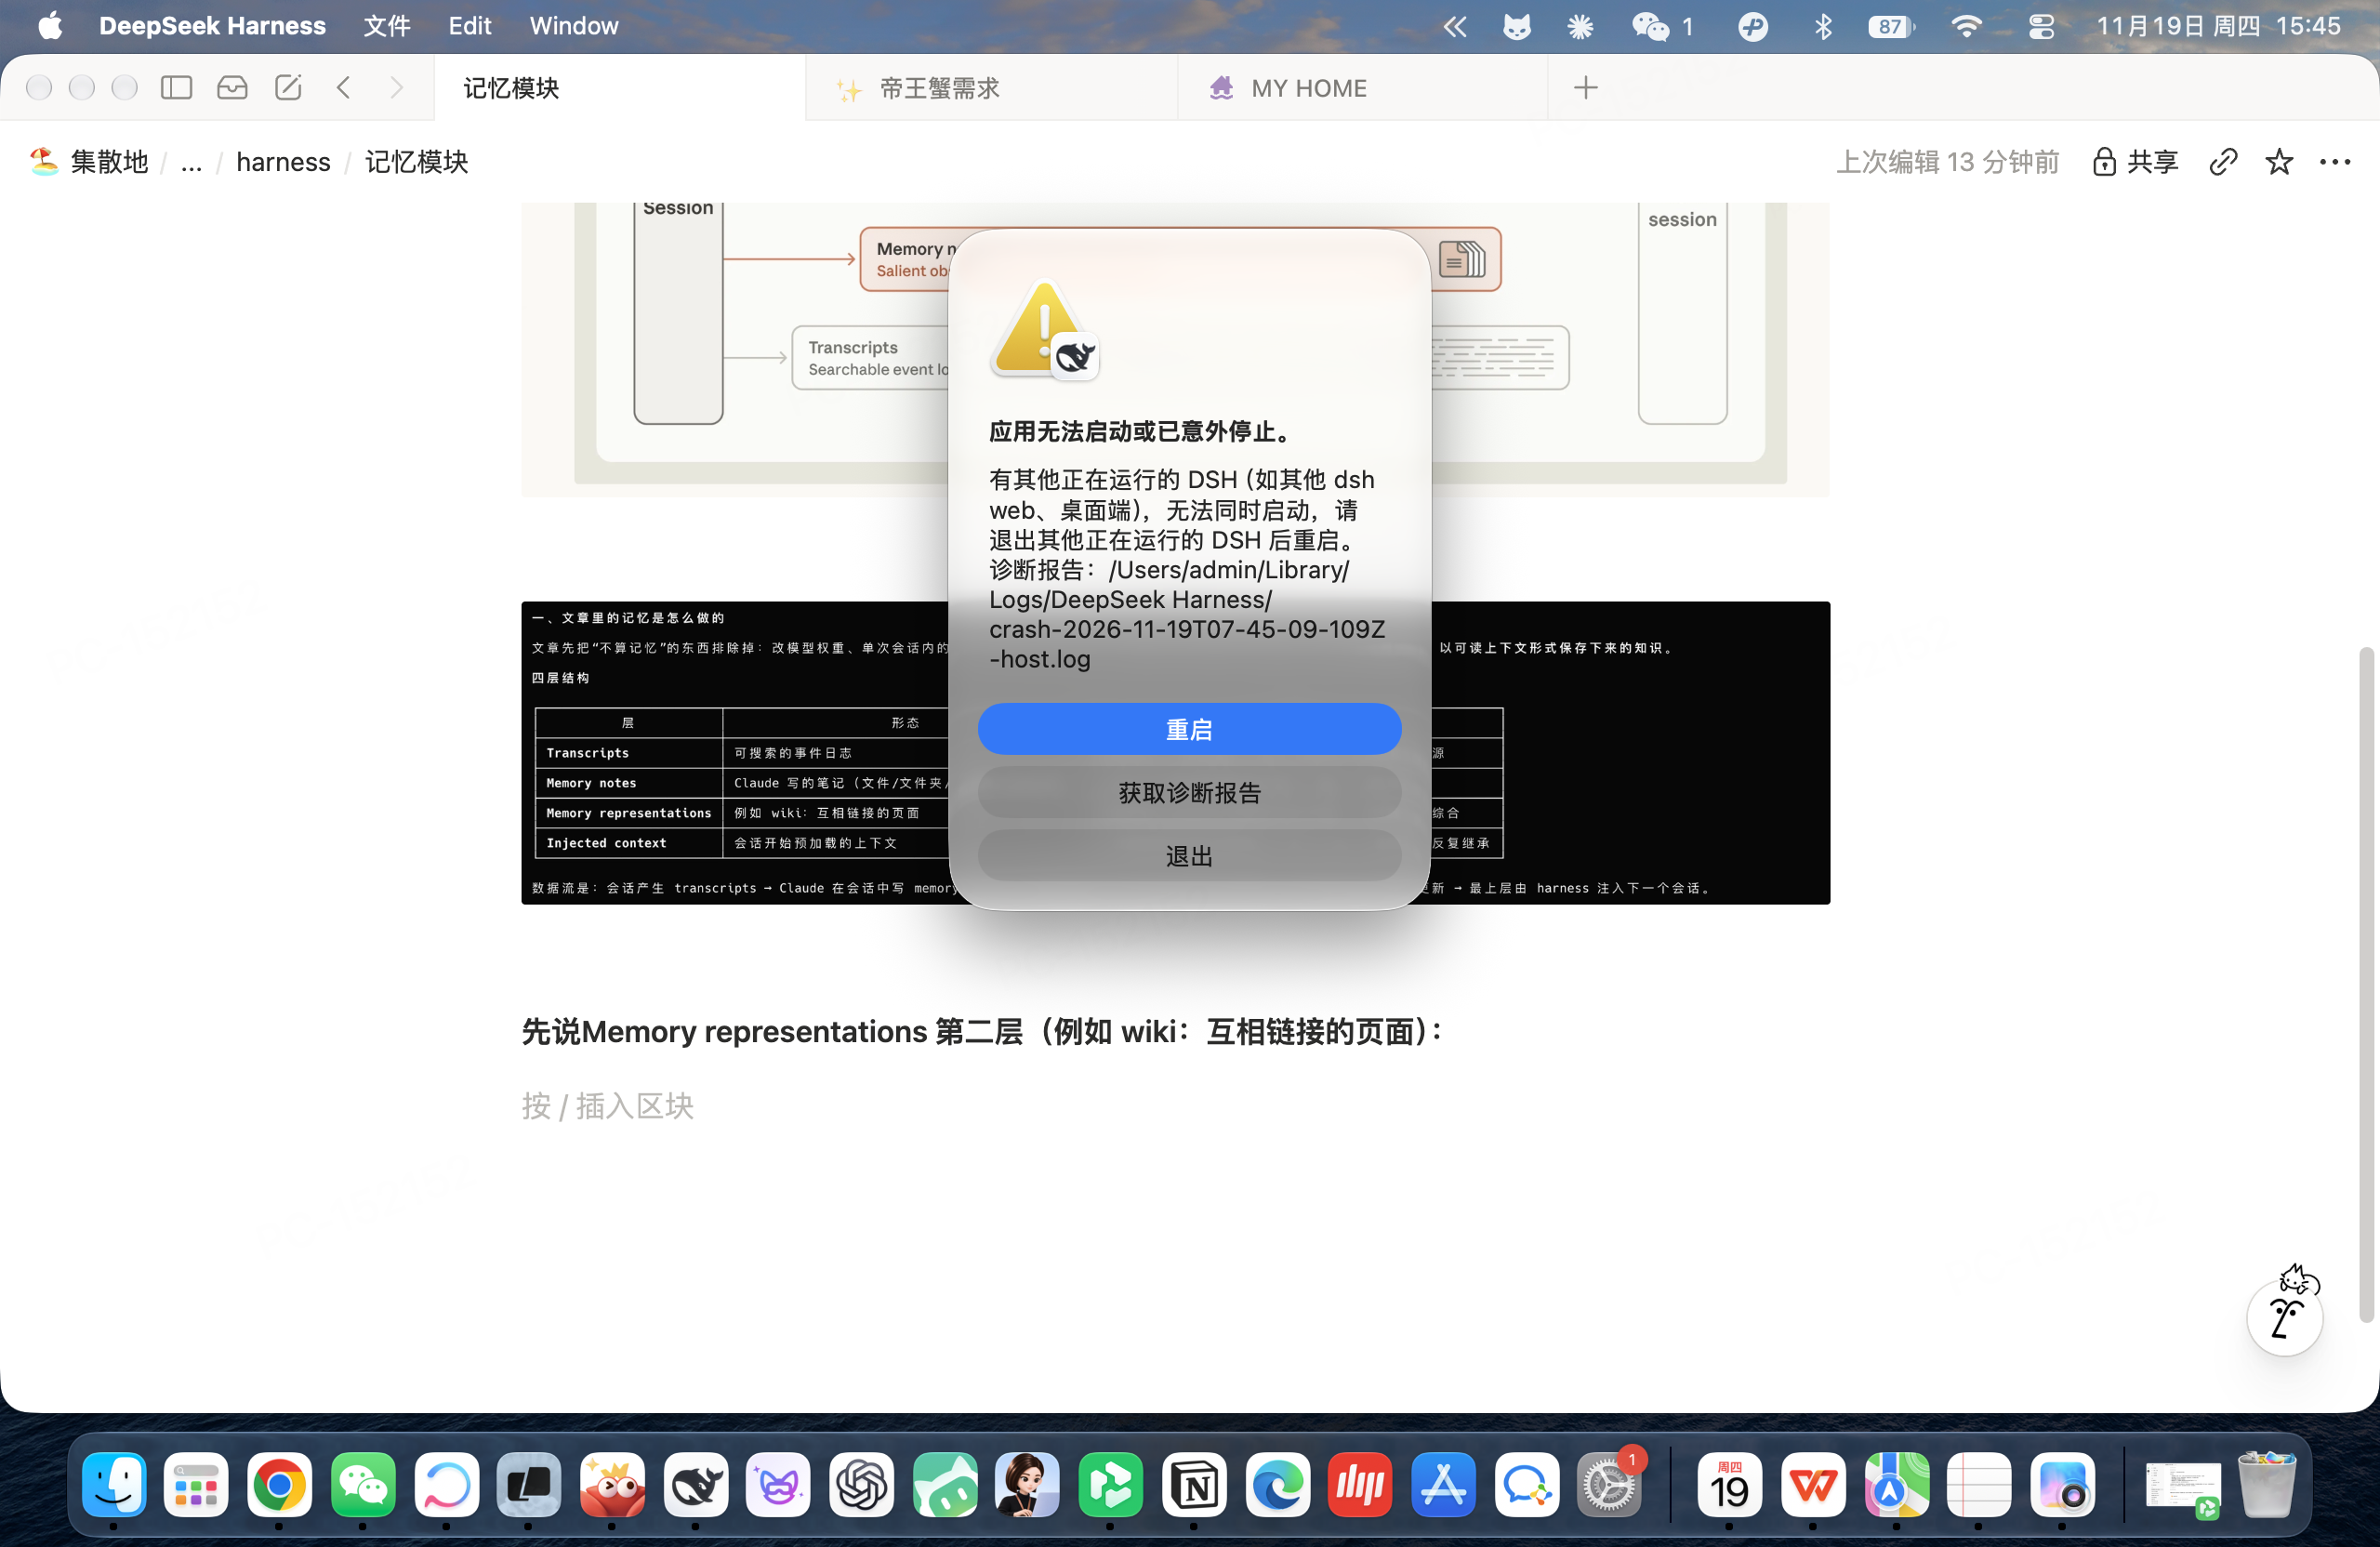 DeepSeek Harness 文件 Edit Window
1
87
11月19日 周四 15:45
记忆模块
帝王蟹需求
MY HOME
集散地 / ... / harness / 记忆模块
上次编辑 13 分钟前
共享
Session
session
Memory n
Salient ob
Transcripts
Searchable event lo
应用无法启动或已意外停止。
有其他正在运行的 DSH (如其他 dsh
web、桌面端)，无法同时启动，请
退出其他正在运行的 DSH 后重启。
诊断报告：/Users/admin/Library/
Logs/DeepSeek Harness/
crash-2026-11-19T07-45-09-109Z
-host.log
重启
获取诊断报告
退出
一、文章里的记忆是怎么做的
文章先把“不算记忆”的东西排除掉：改模型权重、单次会话内的
以可读上下文形式保存下来的知识。
四层结构
层 形态
Transcripts 可搜索的事件日志 源
Memory notes Claude 写的笔记（文件/文件夹/
Memory representations 例如 wiki：互相链接的页面 综合
Injected context 会话开始预加载的上下文 反复继承
数据流是：会话产生 transcripts → Claude 在会话中写 memory
新 → 最上层由 harness 注入下一个会话。
先说Memory representations 第二层（例如 wiki：互相链接的页面）：
按 / 插入区块
1
周四
19